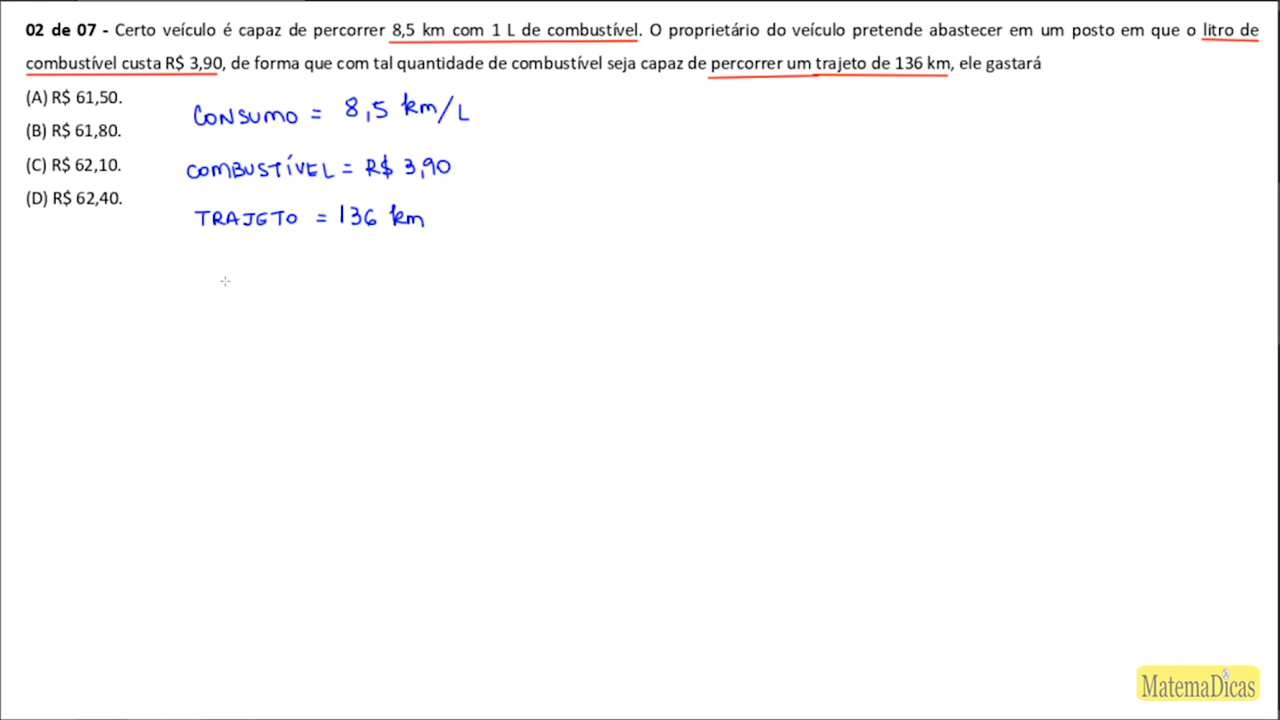 02 de 07 - Certo veículo é capaz de percorrer 8,5 km com 1 L de combustível. O proprietário do veículo pretende abastecer em um posto em que o litro de
combustível custa R$ 3,90, de forma que com tal quantidade de combustível seja capaz de percorrer um trajeto de 136 km, ele gastará
(A) R$ 61,50.
(B) R$ 61,80.
(C) R$ 62,10.
(D) R$ 62,40.
CONSUMO = 8,5 km/L
COMBUSTÍVEL = R$ 3,90
TRAJETO = 136 km
MatemaDicas